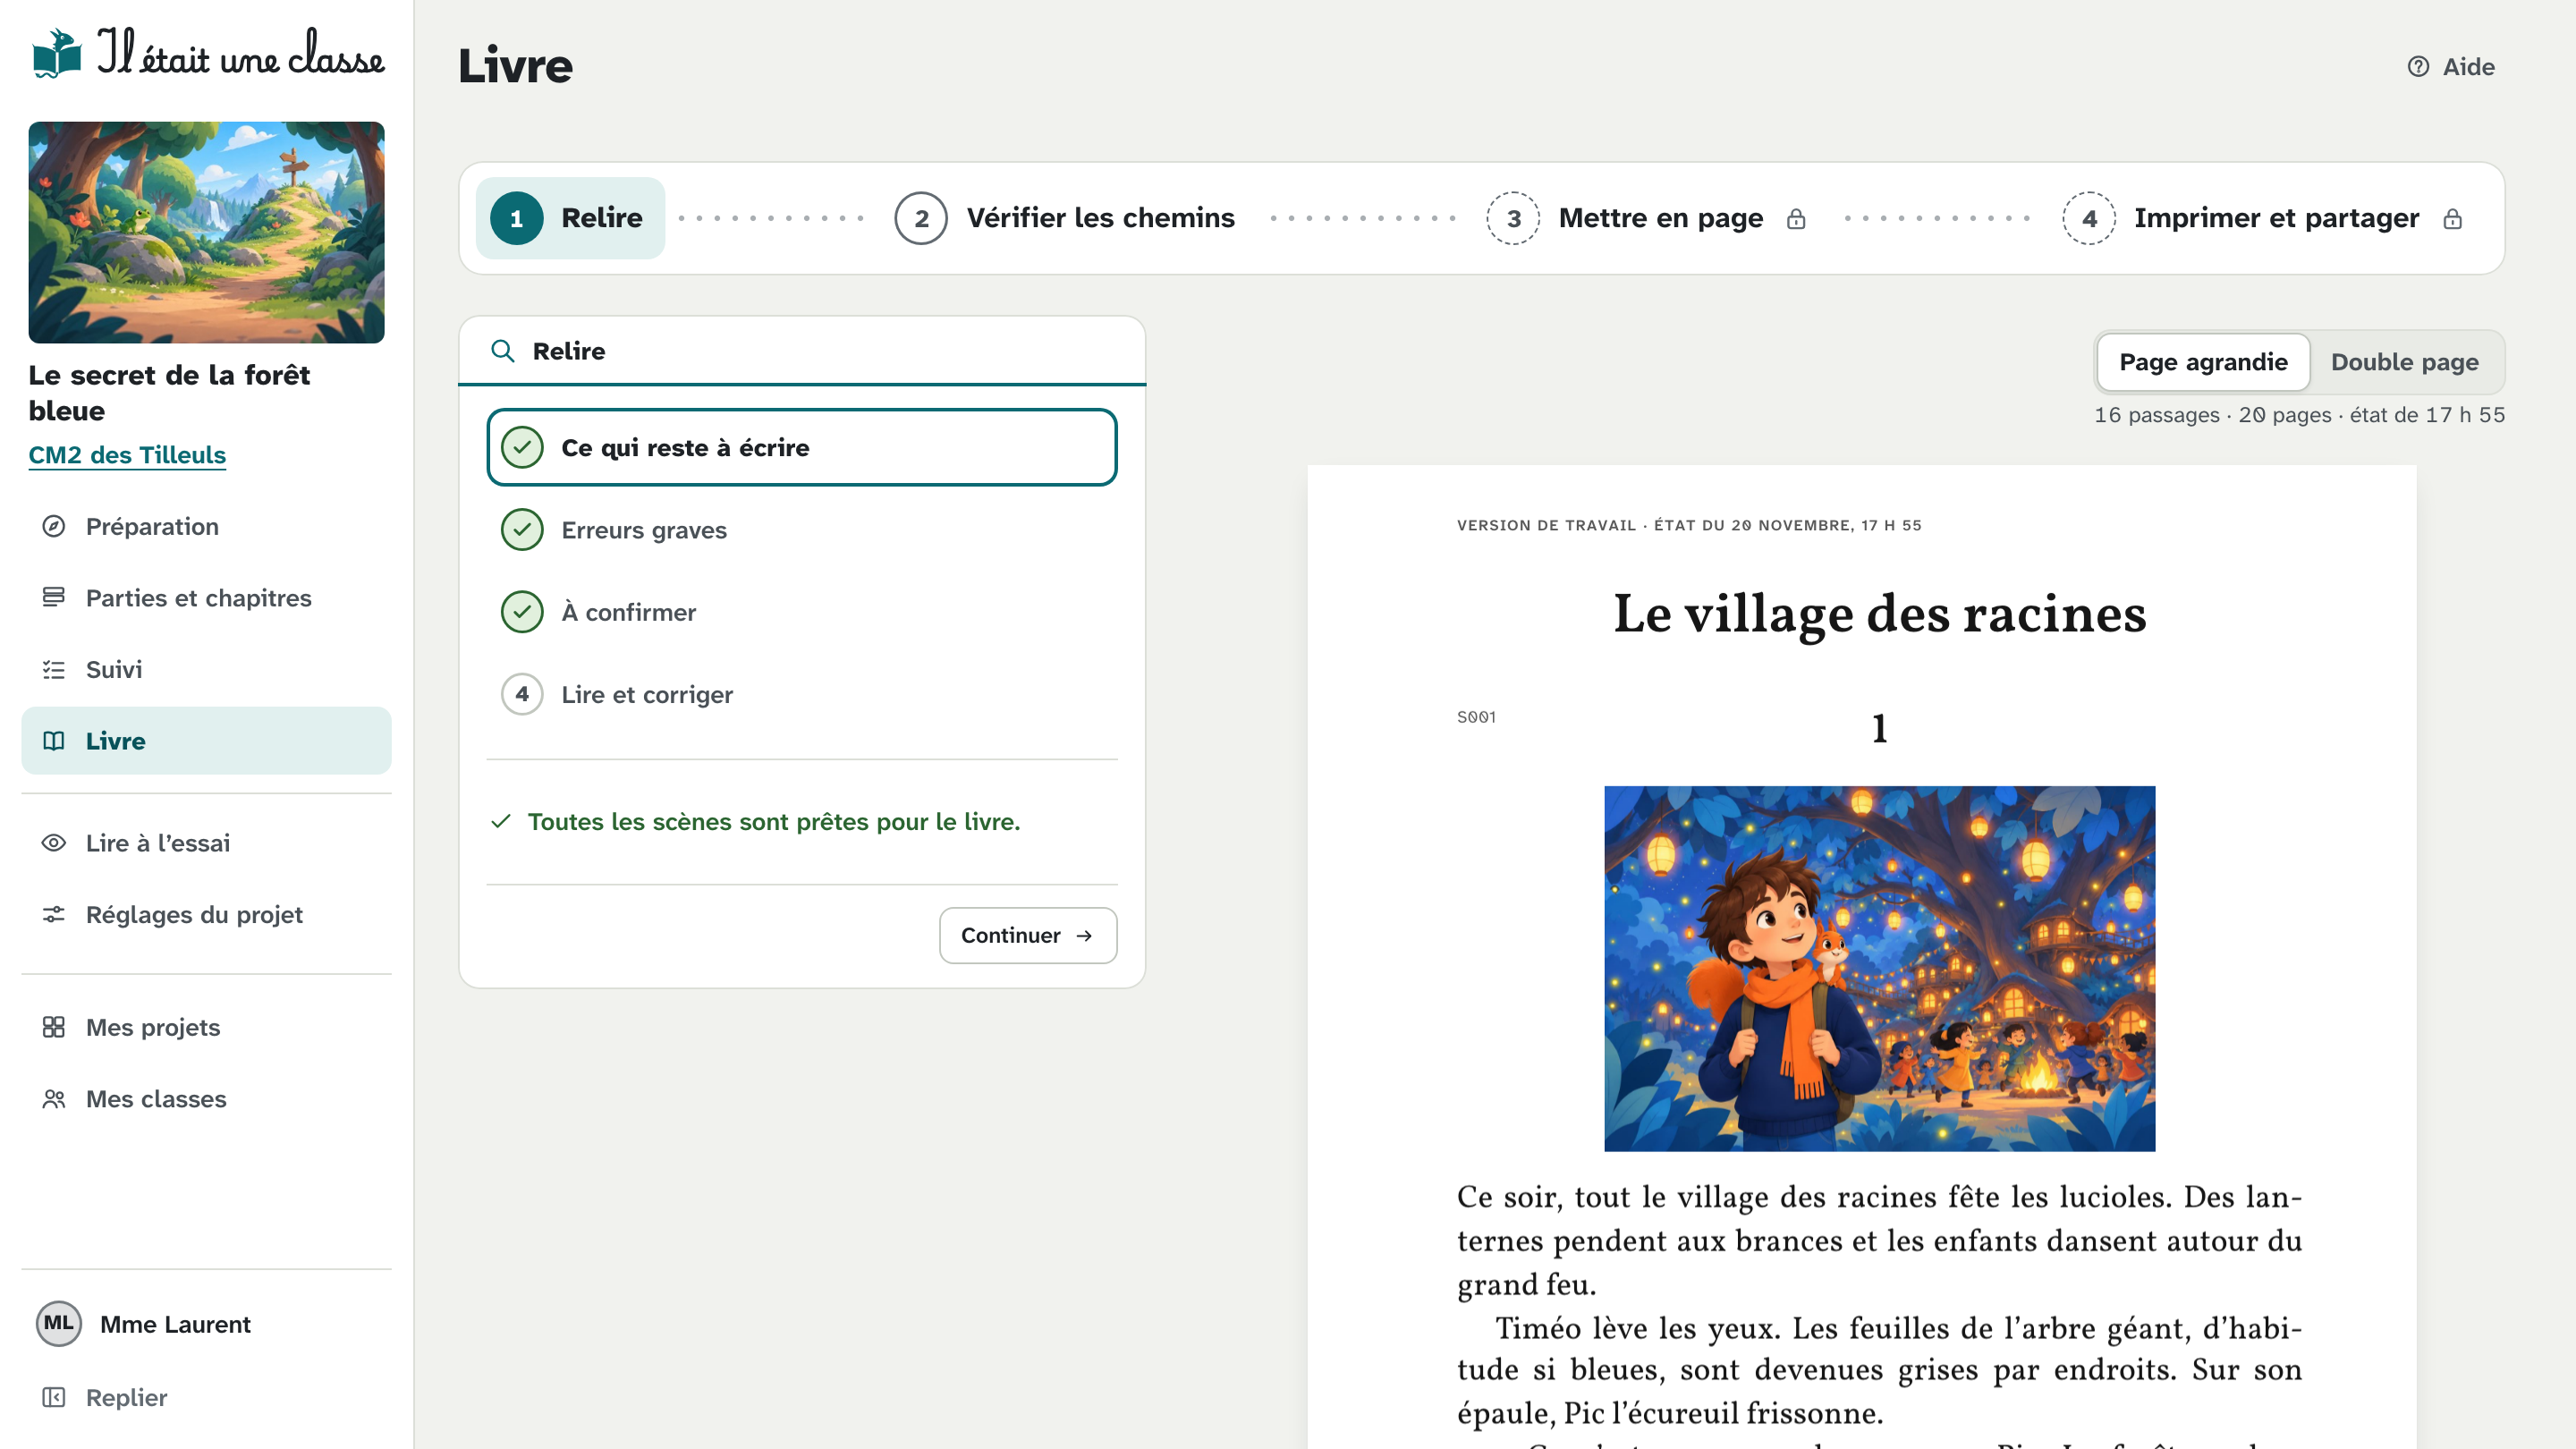 Il était une classe
Le secret de la forêt
bleue
CM2 des Tilleuls
Préparation
Parties et chapitres
Suivi
Livre
Lire à l’essai
Réglages du projet
Mes projets
Mes classes
ML Mme Laurent
Replier
Livre
Aide
1 Relire
2 Vérifier les chemins
3 Mettre en page
4 Imprimer et partager
Relire
Ce qui reste à écrire
Erreurs graves
À confirmer
4 Lire et corriger
Toutes les scènes sont prêtes pour le livre.
Continuer →
Page agrandie Double page
16 passages · 20 pages · état de 17 h 55
VERSION DE TRAVAIL · ÉTAT DU 20 NOVEMBRE, 17 H 55
Le village des racines
S001
1
Ce soir, tout le village des racines fête les lucioles. Des lan-
ternes pendent aux brances et les enfants dansent autour du
grand feu.
Timéo lève les yeux. Les feuilles de l’arbre géant, d’habi-
tude si bleues, sont devenues grises par endroits. Sur son
épaule, Pic l’écureuil frissonne.